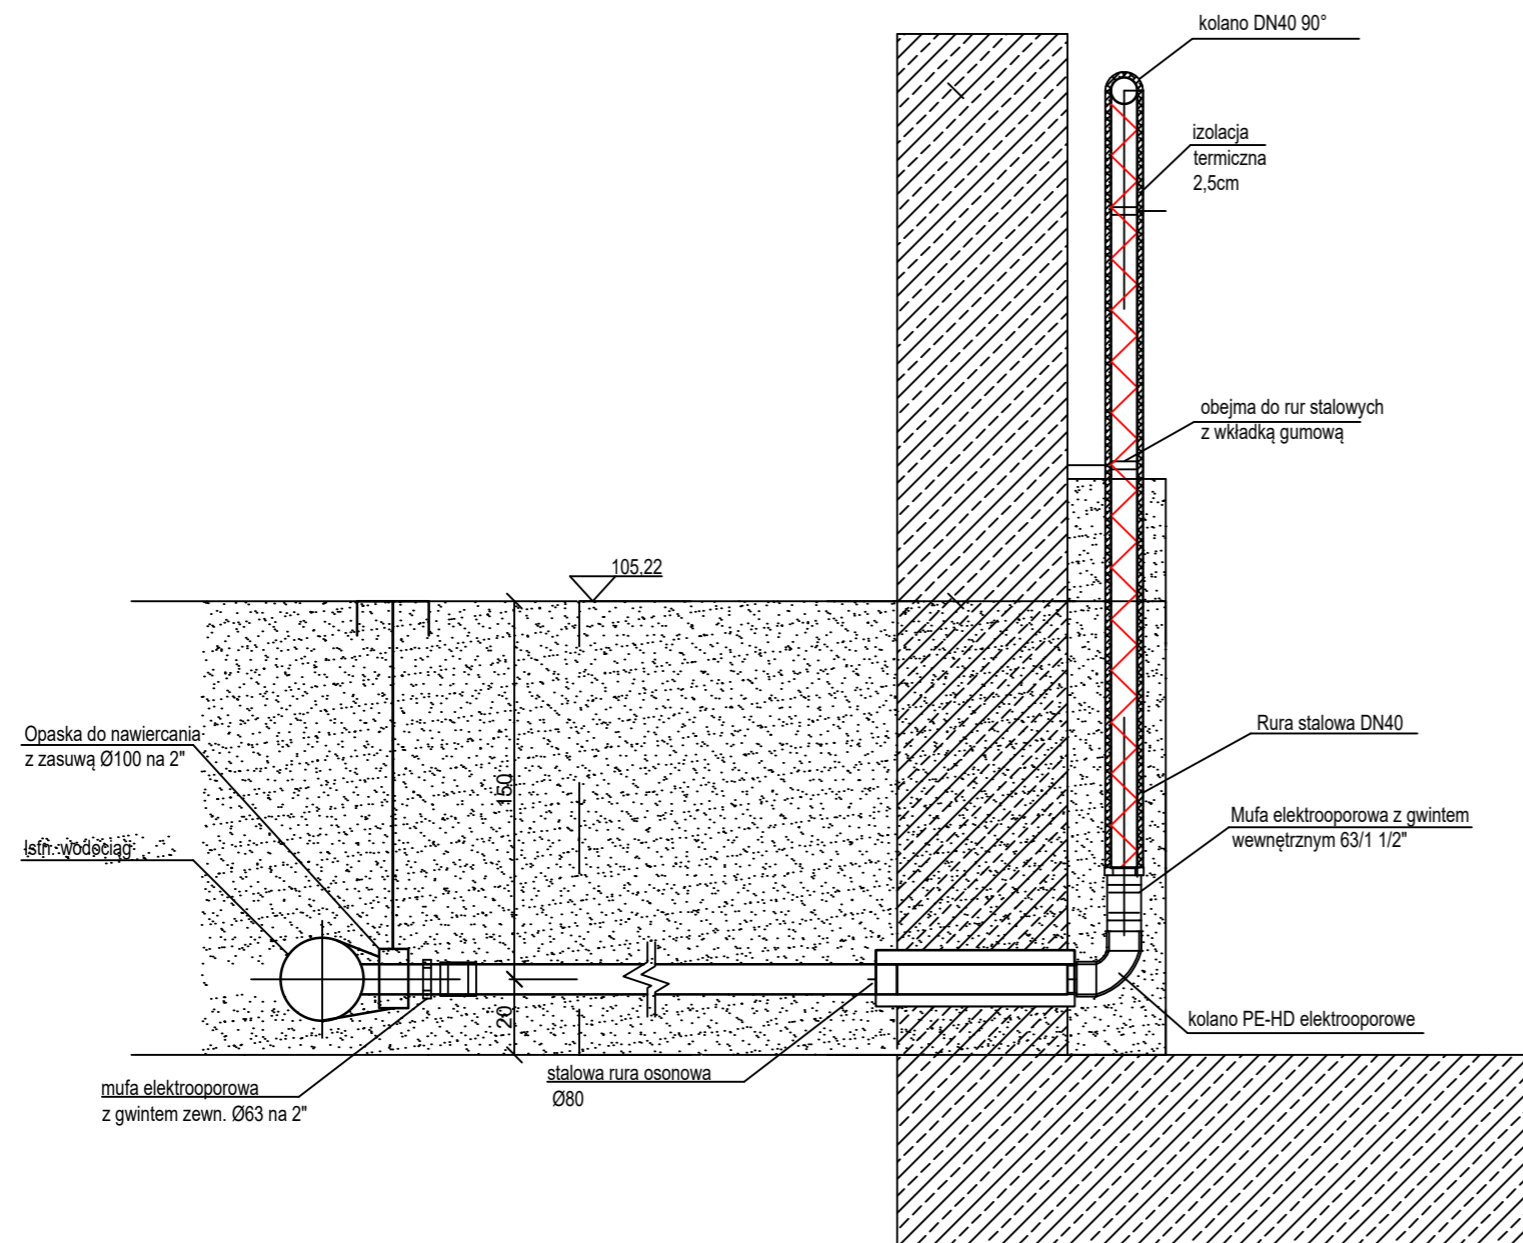 kolano DN40 90°
izolacja
termiczna
2,5cm
obejma do rur stalowych
z wkładką gumową
105,22
Opaska do nawiercania
z zasuwą Ø100 na 2"
Istn. wodociąg
150
20
Rura stalowa DN40
Mufa elektrooporowa z gwintem
wewnętrznym 63/1 1/2"
kolano PE-HD elektrooporowe
stalowa rura osonowa
Ø80
mufa elektrooporowa
z gwintem zewn. Ø63 na 2"